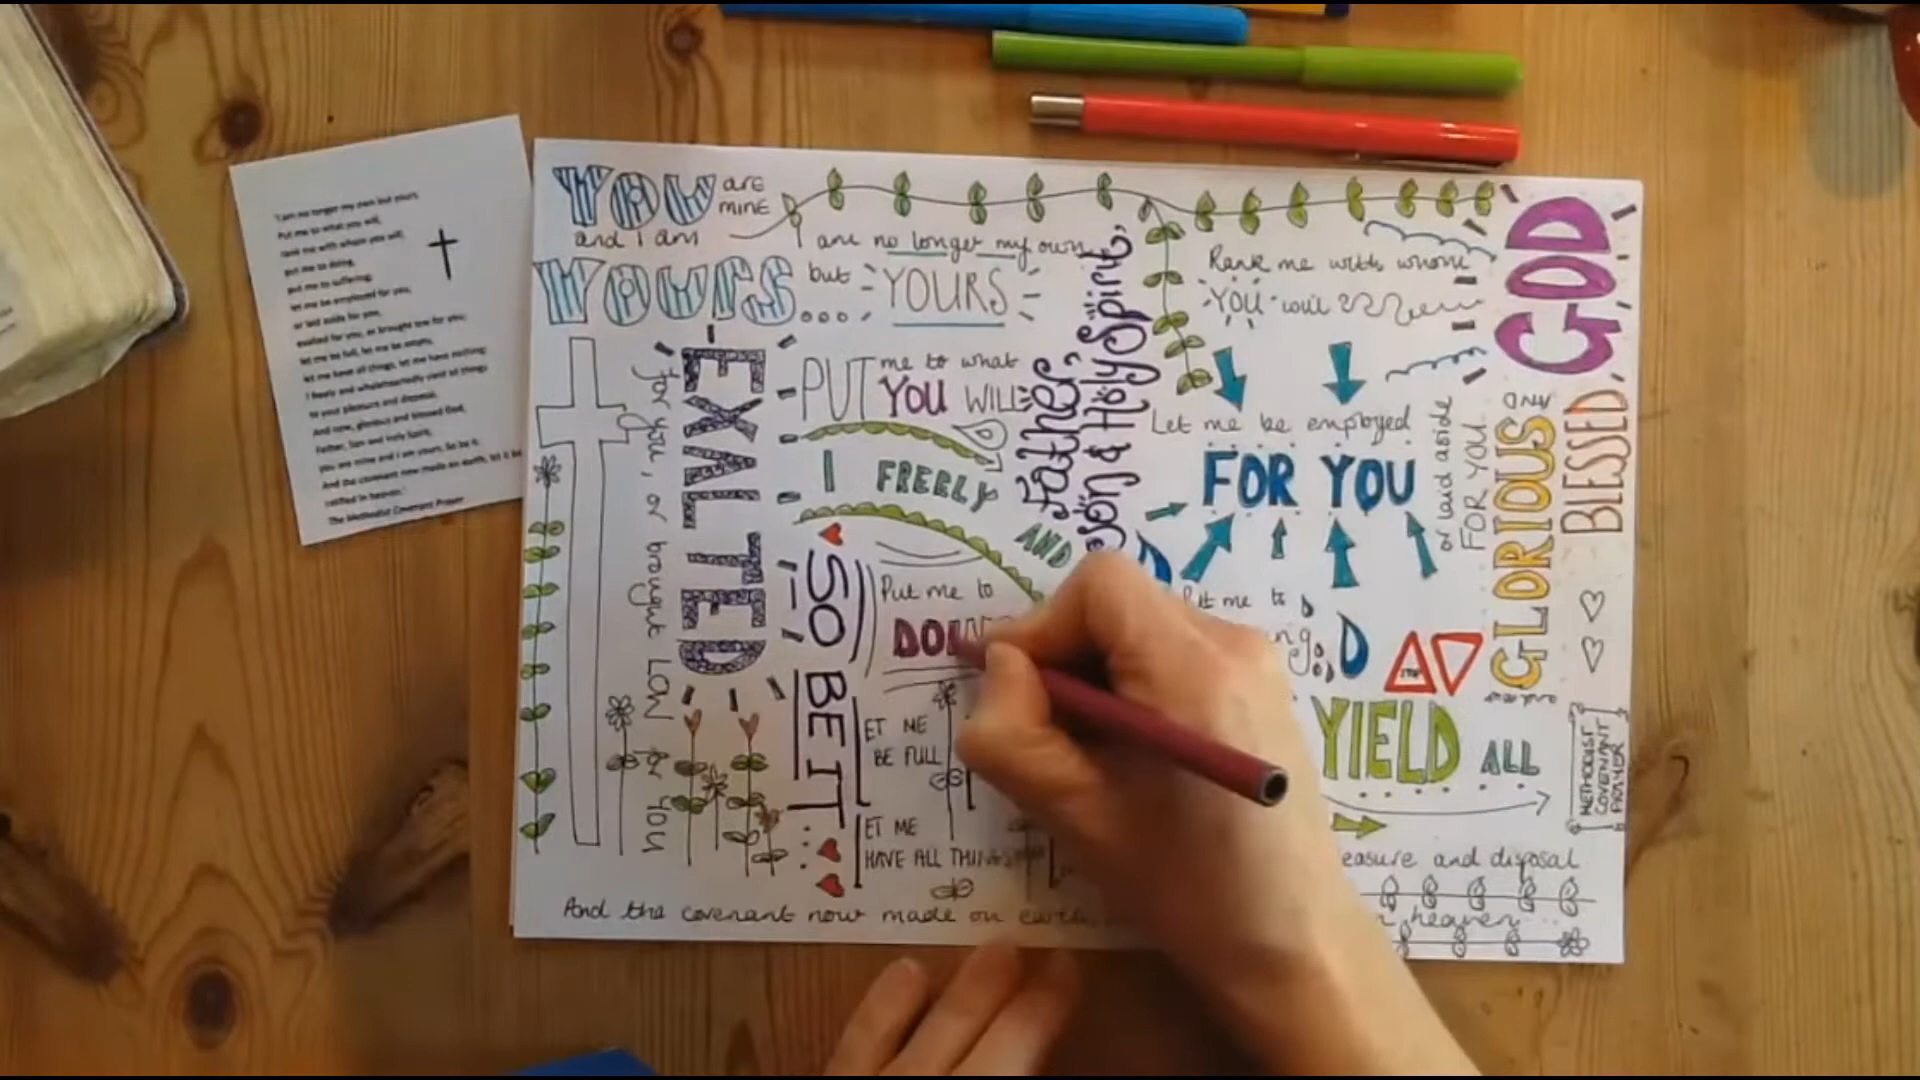 'I am no longer my own but yours.
Put me to what you will,
rank me with whom you will;
put me to doing,
put me to suffering;
let me be employed for you,
or laid aside for you,
exalted for you, or brought low for you;
let me be full, let me be empty,
let me have all things, let me have nothing:
I freely and wholeheartedly yield all things
to your pleasure and disposal.
And now, glorious and blessed God,
Father, Son and Holy Spirit,
you are mine and I am yours. So be it.
And the covenant now made on earth, let it be
ratified in heaven.'
The Methodist Covenant Prayer
YOU are
mine
and I am
YOURS
I am no longer my own
but YOURS
EXALTED
for you, or brought LOW for YOU
PUT me to what
YOU WILL
I FREELY AND
Father,
Son & Holy Spirit,
Rank me with whom
YOU will
Let me be employed
FOR YOU
or laid aside
FOR YOU
GOD
AND
GLORIOUS
BLESSED
and now
SO BE IT
Put me to
DOIN
Put me to
ng
STOP
YIELD ALL
LET ME
BE FULL
LET ME
HAVE ALL THINGS
easure and disposal
And the covenant now made on earth
heaven
METHODIST
COVENANT
PRAYER